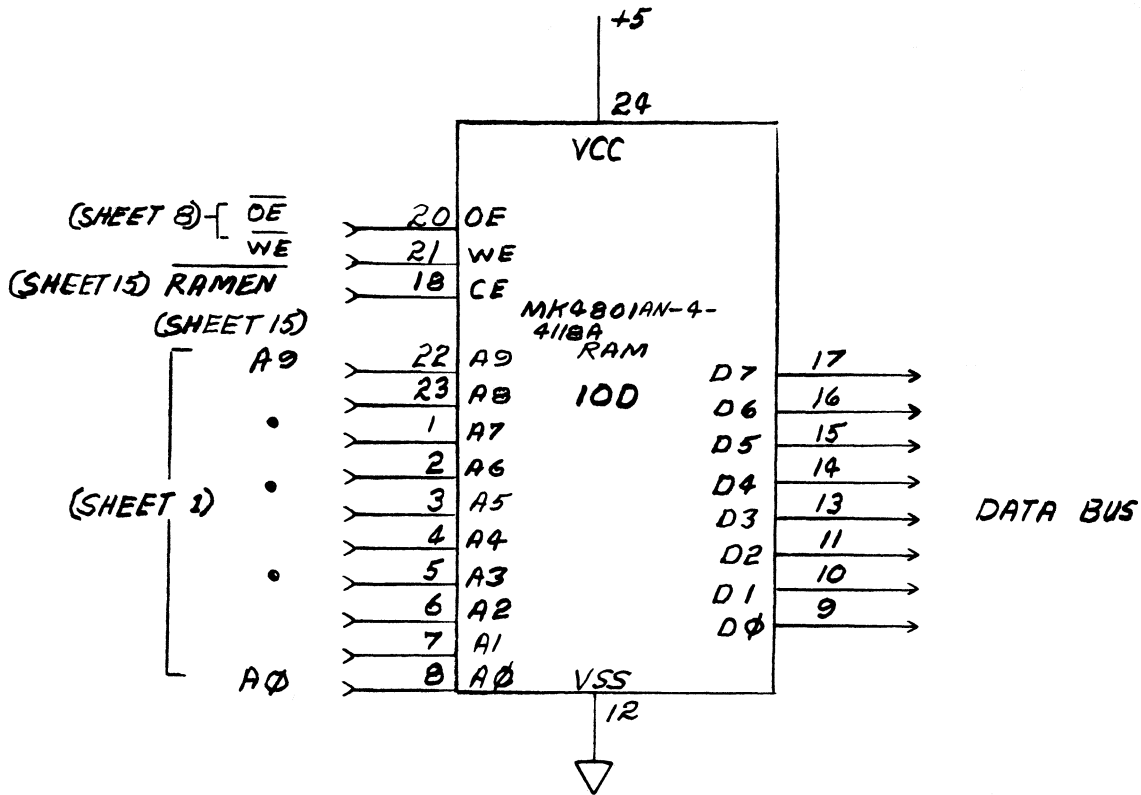 +5
24
VCC
(SHEET 8) OE 20 OE
WE 21 WE
(SHEET 15) RAMEN 18 CE
MK4801AN-4-
(SHEET 15)
4118A
RAM
A9 22 A9
D7 17
23 A8
10D
D6 16
1 A7
D5 15
2 A6
D4 14
(SHEET 1) 3 A5
D3 13
DATA BUS
4 A4
D2 11
5 A3
D1 10
6 A2
DØ 9
7 A1
AØ 8 AØ
VSS
12